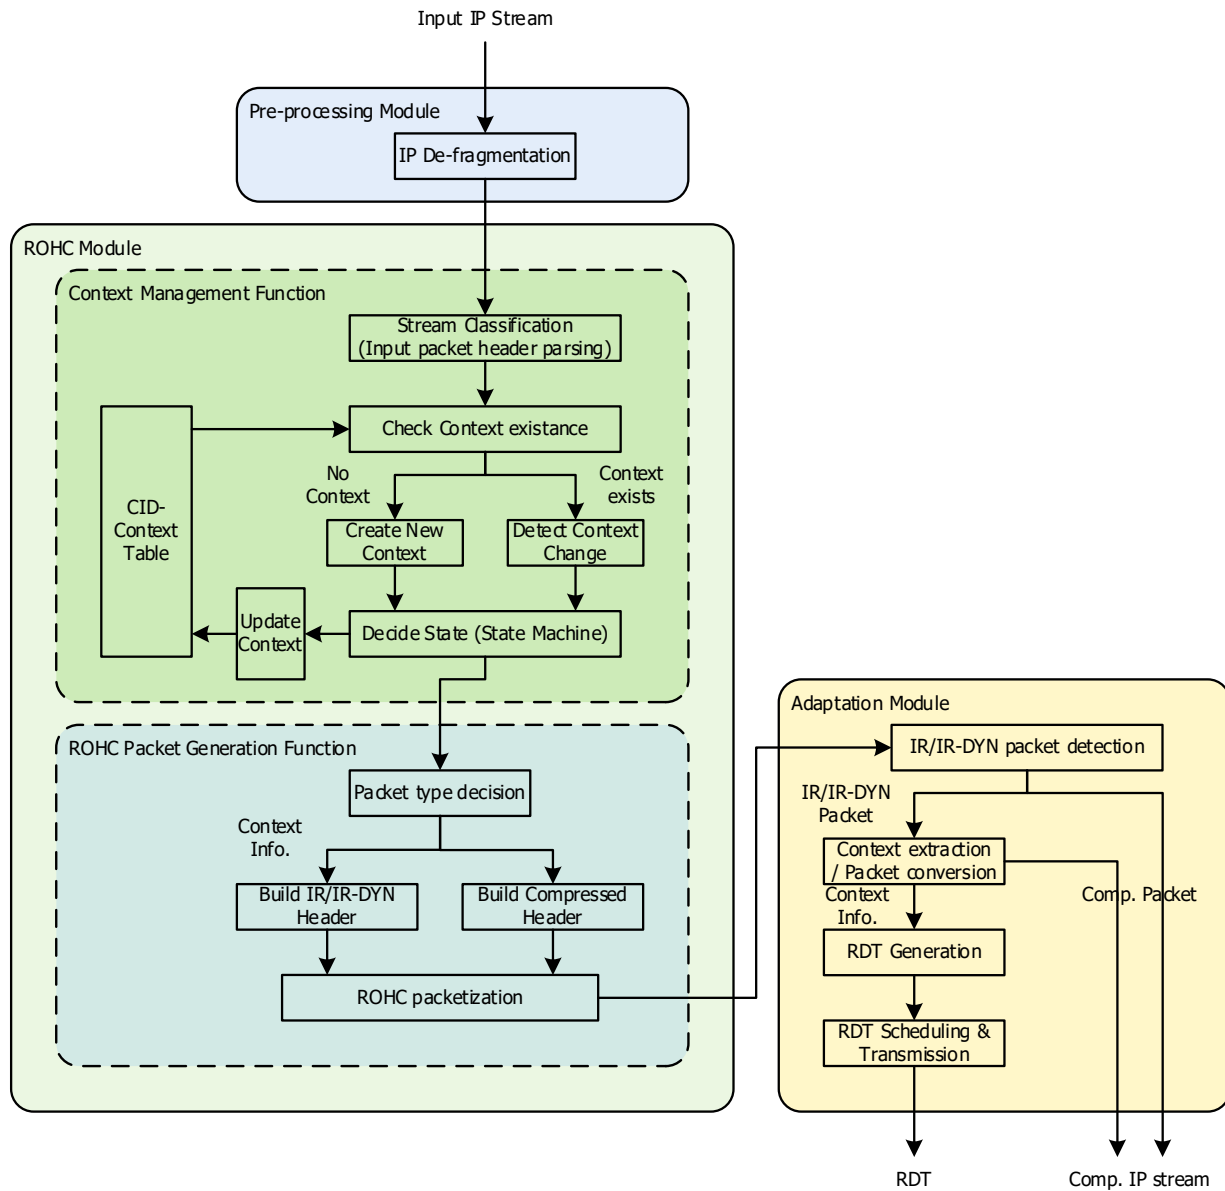 Input IP Stream
Pre-processing Module
IP De-fragmentation
ROHC Module
Context Management Function
Stream Classification
(Input packet header parsing)
Check Context existance
No
Context
Context
exists
CID-
Context
Table
Create New
Context
Detect Context
Change
Update
Context
Decide State (State Machine)
ROHC Packet Generation Function
Packet type decision
Context
Info.
Build IR/IR-DYN
Header
Build Compressed
Header
ROHC packetization
Adaptation Module
IR/IR-DYN packet detection
IR/IR-DYN
Packet
Context extraction
/ Packet conversion
Context
Info.
Comp. Packet
RDT Generation
RDT Scheduling &
Transmission
RDT
Comp. IP stream